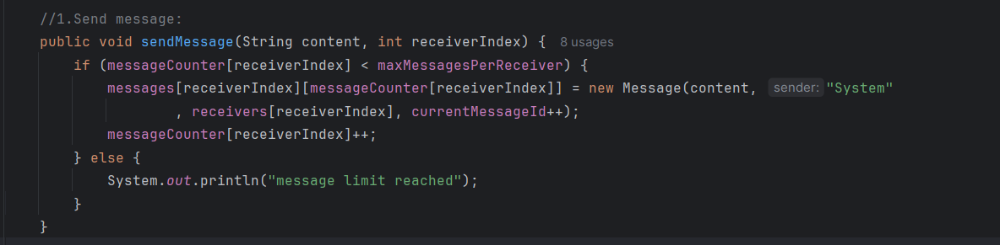 //1.Send message:
public void sendMessage(String content, int receiverIndex) { 8 usages
if (messageCounter[receiverIndex] < maxMessagesPerReceiver) {
messages[receiverIndex][messageCounter[receiverIndex]] = new Message(content, sender: "System"
, receivers[receiverIndex], currentMessageId++);
messageCounter[receiverIndex]++;
} else {
System.out.println("message limit reached");
}
}